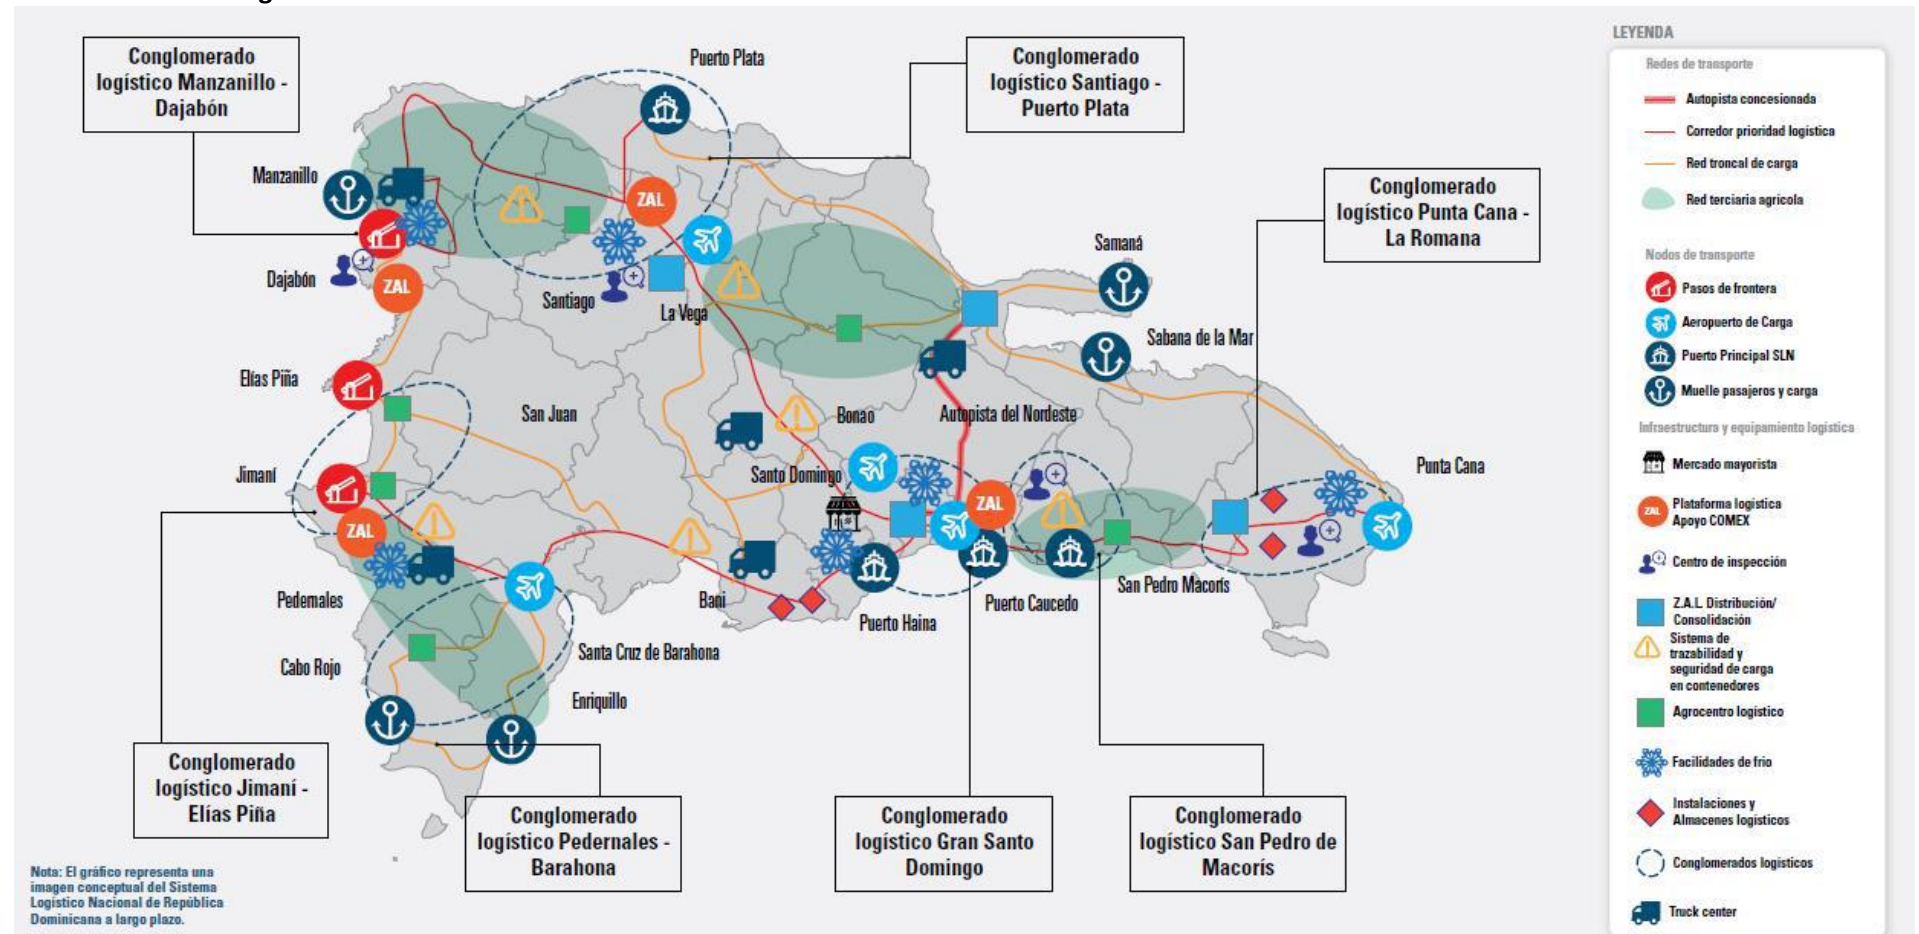 Conglomerado
logístico Manzanillo -
Dajabón
Puerto Plata
Conglomerado
logístico Santiago -
Puerto Plata
Manzanillo
ZAL
Conglomerado
logístico Punta Cana -
La Romana
Samaná
Dajabón
ZAL
Santiago
La Vega
Sabana de la Mar
Elías Piña
San Juan
Bonao
Autopista del Nordeste
Jimaní
Santo Domingo
Punta Cana
ZAL
ZAL
Pedernales
Bani
Puerto Haina
Puerto Caucedo
San Pedro Macorís
Cabo Rojo
Santa Cruz de Barahona
Enriquillo
Conglomerado
logístico Jimaní -
Elías Piña
Conglomerado
logístico Pedernales -
Barahona
Conglomerado
logístico Gran Santo
Domingo
Conglomerado
logístico San Pedro de
Macorís
Nota: El gráfico representa una
imagen conceptual del Sistema
Logístico Nacional de República
Dominicana a largo plazo.
LEYENDA
Redes de transporte
Autopista concesionada
Corredor prioridad logística
Red troncal de carga
Red terciaria agricola
Nodos de transporte
Pasos de frontera
Aeropuerto de Carga
Puerto Principal SLN
Muelle pasajeros y carga
Infraestructura y equipamiento logística
Mercado mayorista
ZAL
Plataforma logística
Apoyo COMEX
Centro de inspección
Z.A.L. Distribución/
Consolidación
Sistema de
trazabilidad y
seguridad de carga
en contenedores
Agrocentro logístico
Facilidades de frio
Instalaciones y
Almacenes logísticos
Conglomerados logísticos
Truck center